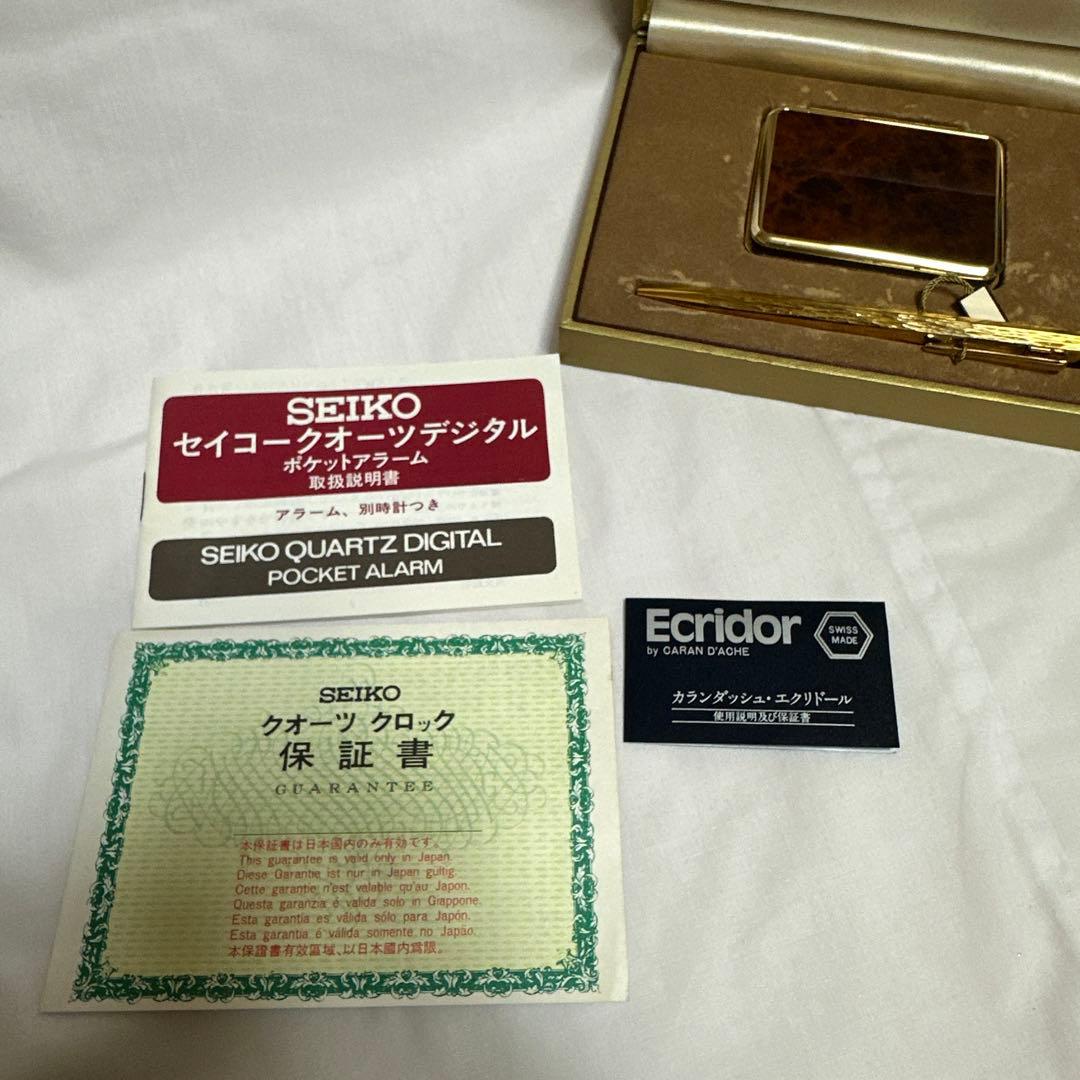 SEIKO
セイコークオーツデジタル
ポケットアラーム
取扱説明書
アラーム、別時計つき
SEIKO QUARTZ DIGITAL
POCKET ALARM
SEIKO
クオーツ クロック
保証書
GUARANTEE
本保証書は日本国内のみ有効です。
This guarantee is valid only in Japan.
Diese Garantie ist nur in Japan gültig.
Cette garantie n'est valable qu'au Japon.
Questa garanzia é valida solo in Giappone.
Esta garantia es válida sólo para Japón.
Esta garantia é válida somente no Japão.
本保證書有效區域、以日本國内爲限。
Ecridor
by CARAN D'ACHE
SWISS
MADE
カランダッシュ・エクリドール
使用説明及び保証書